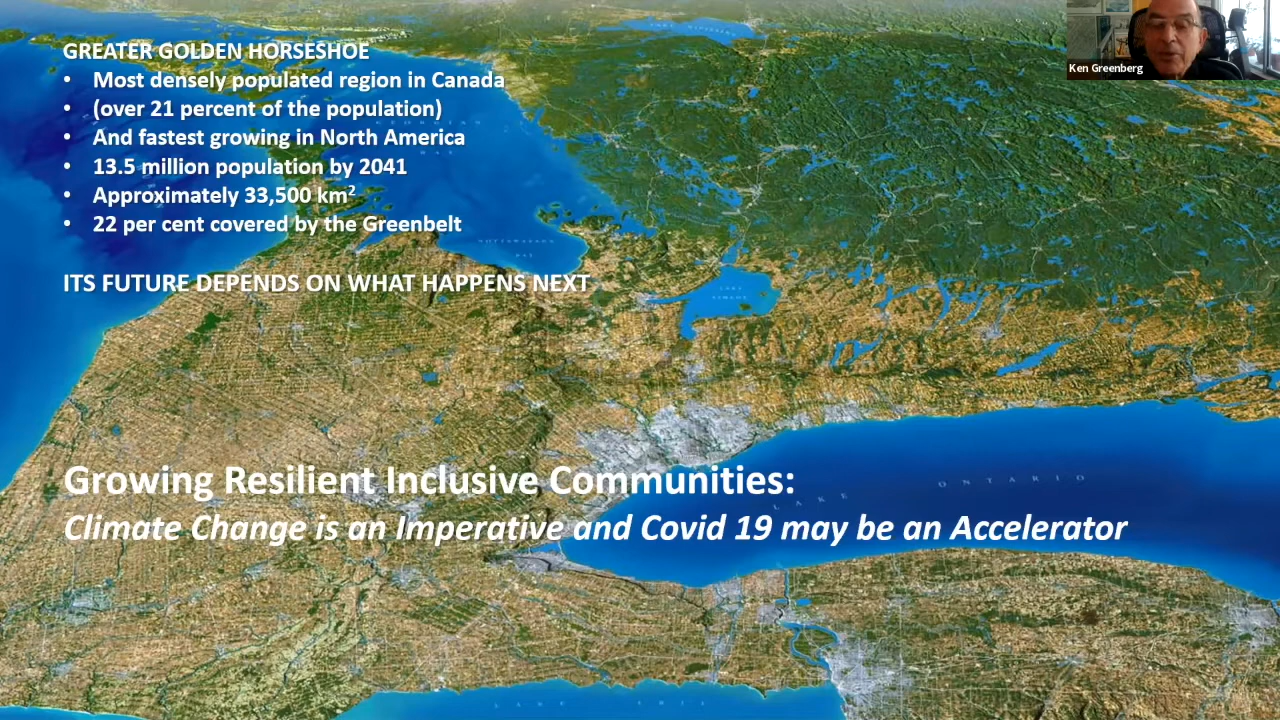 GREATER GOLDEN HORSESHOE
• Most densely populated region in Canada
• (over 21 percent of the population)
• And fastest growing in North America
• 13.5 million population by 2041
• Approximately 33,500 km²
• 22 per cent covered by the Greenbelt
ITS FUTURE DEPENDS ON WHAT HAPPENS NEXT
Growing Resilient Inclusive Communities:
Climate Change is an Imperative and Covid 19 may be an Accelerator
Ken Greenberg
LAKE ONTARIO
LAKE